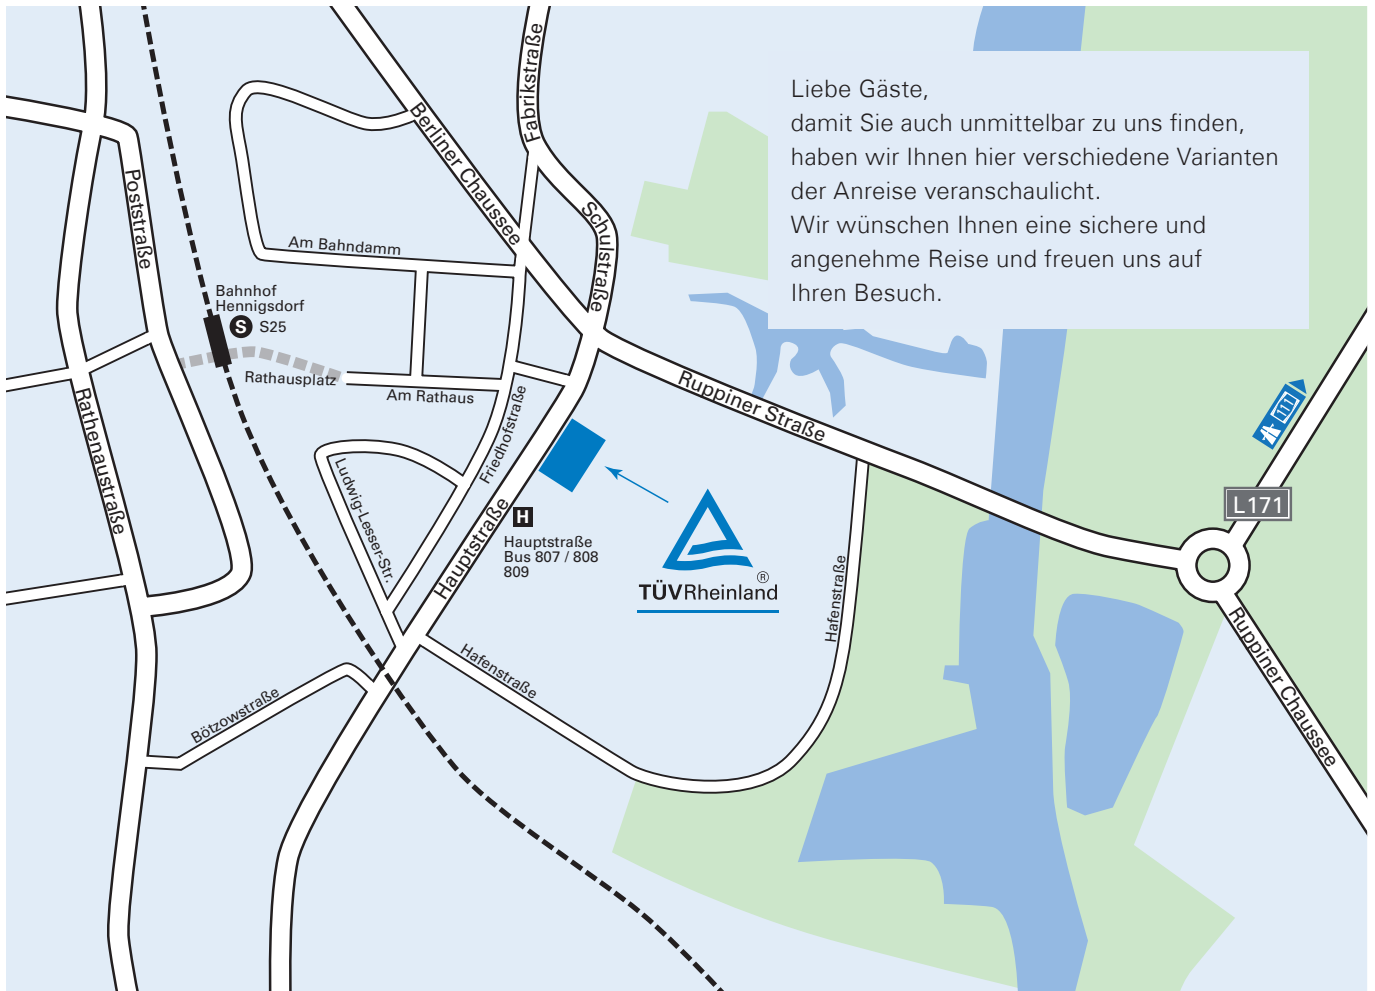 Liebe Gäste,
damit Sie auch unmittelbar zu uns finden,
haben wir Ihnen hier verschiedene Varianten
der Anreise veranschaulicht.
Wir wünschen Ihnen eine sichere und
angenehme Reise und freuen uns auf
Ihren Besuch.
Fabrikstraße
Berliner Chaussee
Poststraße
Schulstraße
Am Bahndamm
Bahnhof
Hennigsdorf
S S25
Rathausplatz
Am Rathaus
Ruppiner Straße
111
Rathenaustraße
Friedhofstraße
Ludwig-Lesser-Str.
Hauptstraße
H
Hauptstraße
Bus 807 / 808
809
L171
TÜVRheinland
®
Hafenstraße
Hafenstraße
Bötzowstraße
Ruppiner Chaussee